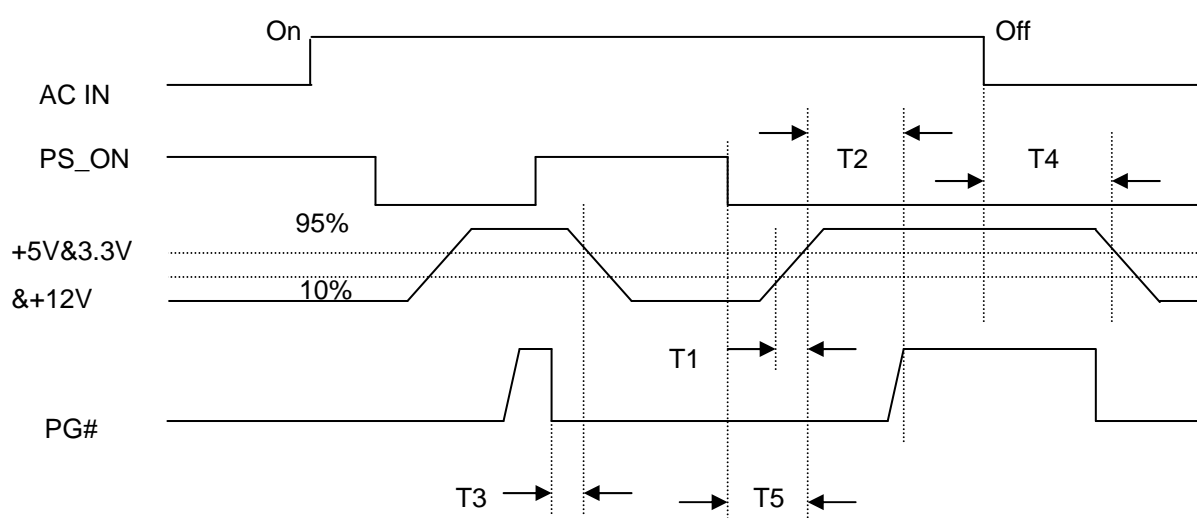 On
Off
AC IN
PS_ON
T2
T4
95%
+5V&3.3V
10%
&+12V
T1
PG#
T3
T5